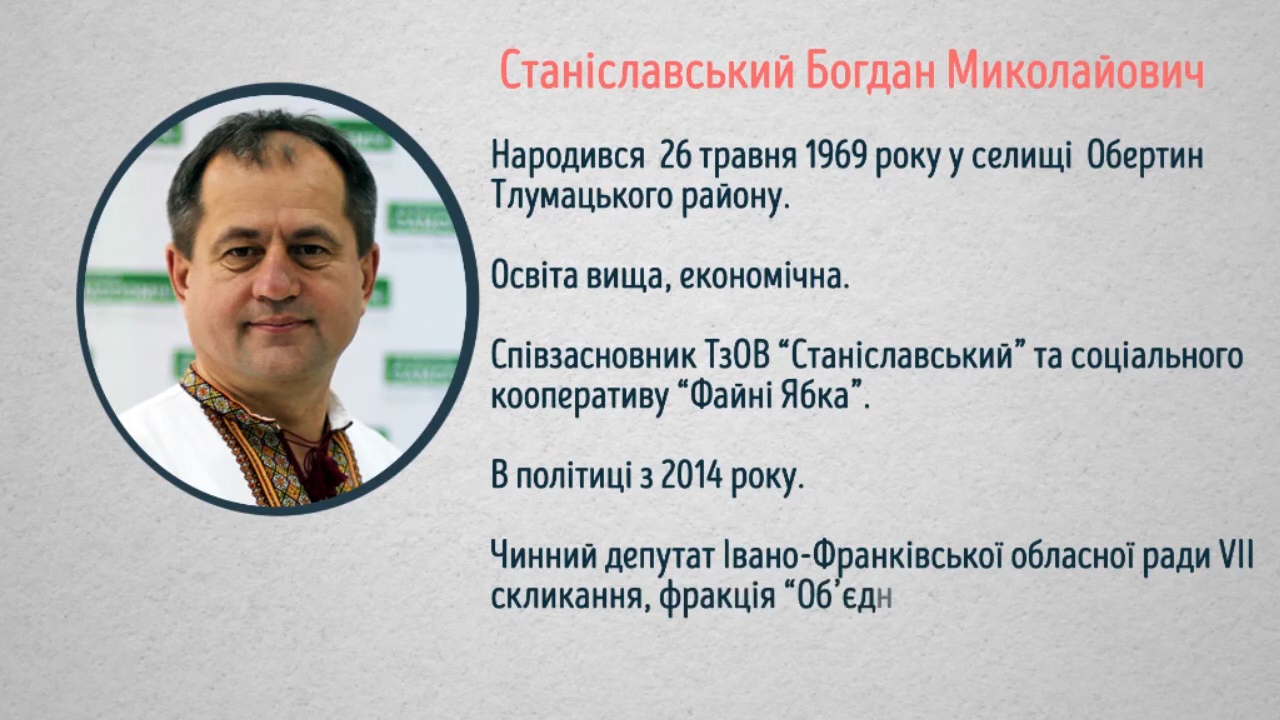 Станіславський Богдан Миколайович
Народився 26 травня 1969 року у селищі Обертин
Тлумацького району.
Освіта вища, економічна.
Співзасновник ТзОВ “Станіславський” та соціального
кооперативу “Файні Ябка”.
В політиці з 2014 року.
Чинний депутат Івано-Франківської обласної ради VII
скликання, фракція “Об’єдн